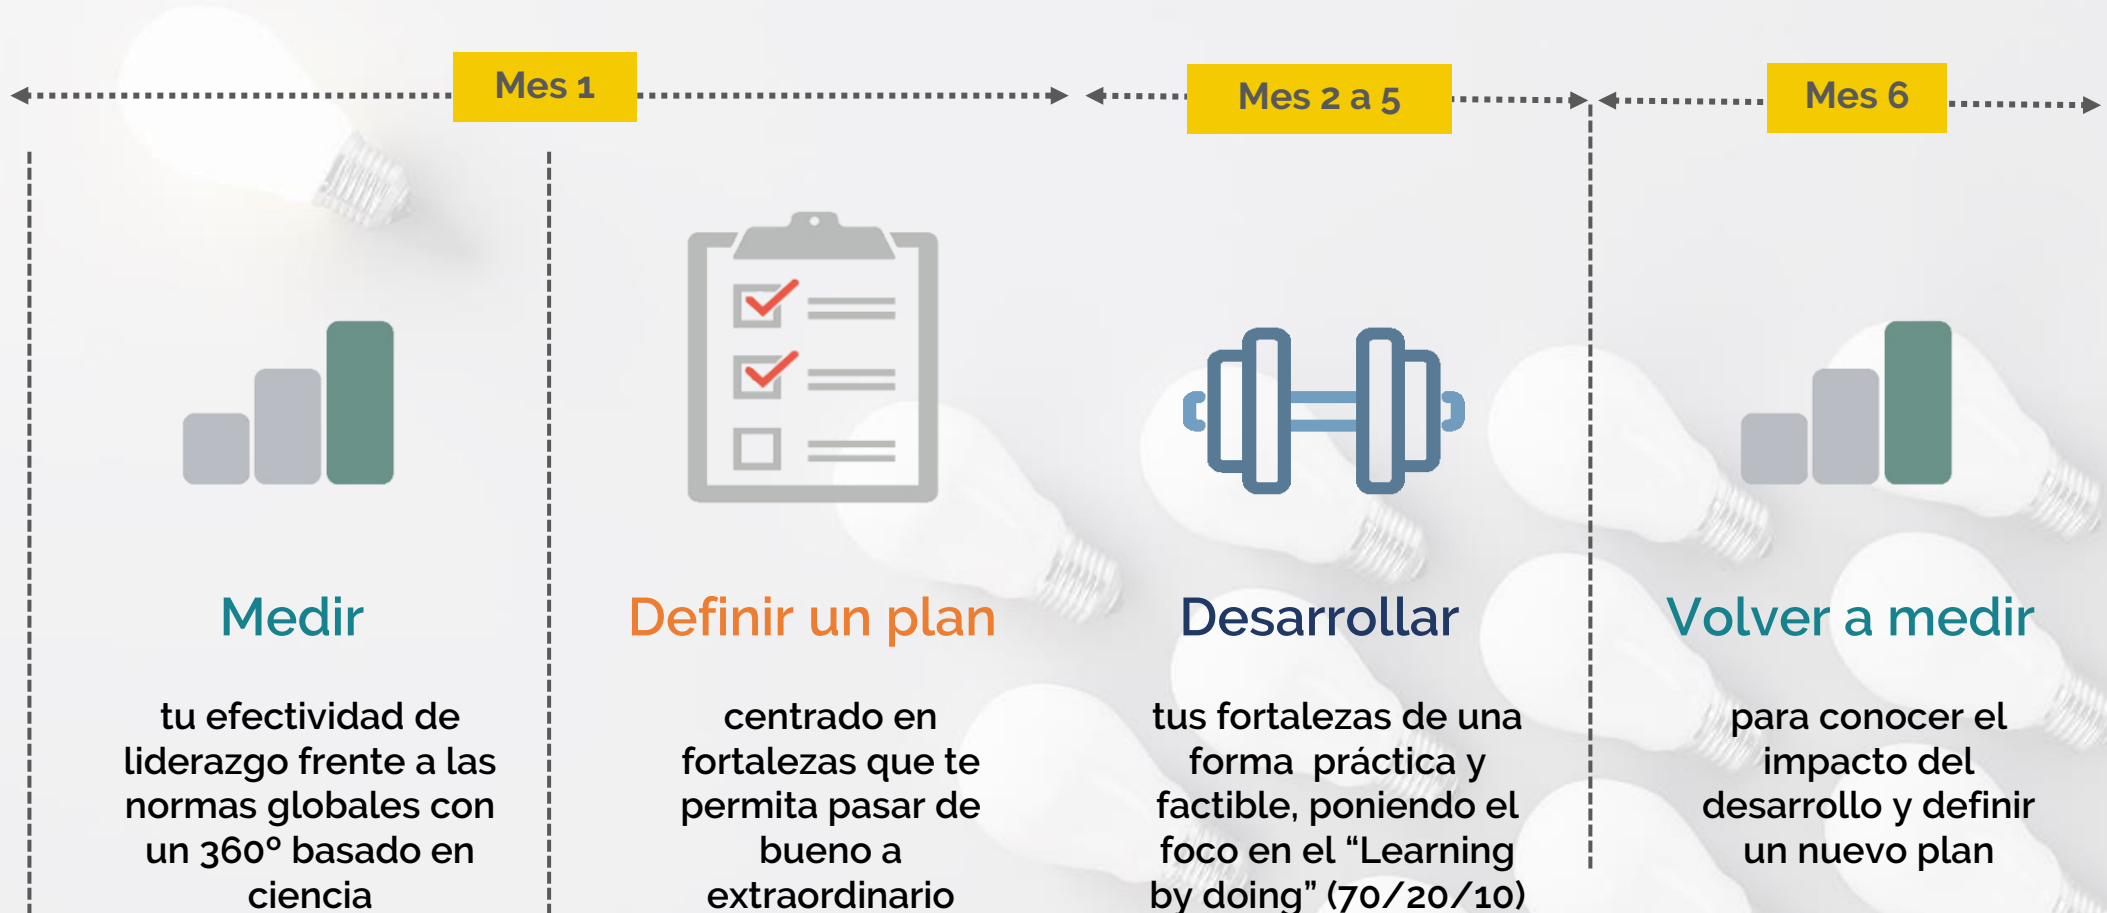 Mes 1
Mes 2 a 5
Mes 6
Medir
tu efectividad de
liderazgo frente a las
normas globales con
un 360º basado en
ciencia
Definir un plan
centrado en
fortalezas que te
permita pasar de
bueno a
extraordinario
Desarrollar
tus fortalezas de una
forma práctica y
factible, poniendo el
foco en el “Learning
by doing” (70/20/10)
Volver a medir
para conocer el
impacto del
desarrollo y definir
un nuevo plan